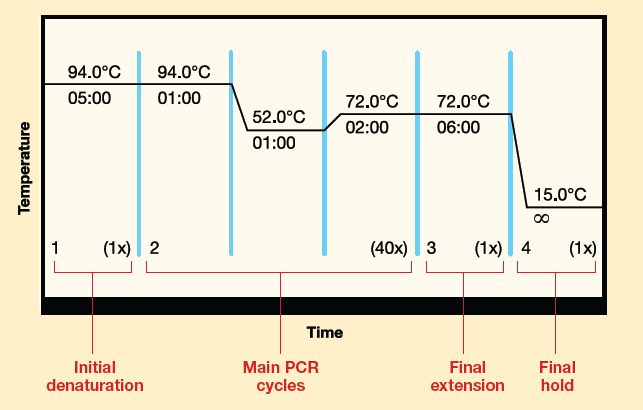 94.0°C
05:00
94.0°C
01:00
52.0°C
01:00
72.0°C
02:00
72.0°C
06:00
15.0°C
∞
1 (1x)
2 (40x)
3 (1x)
4 (1x)
Temperature
Time
Initial
denaturation
Main PCR
cycles
Final
extension
Final
hold